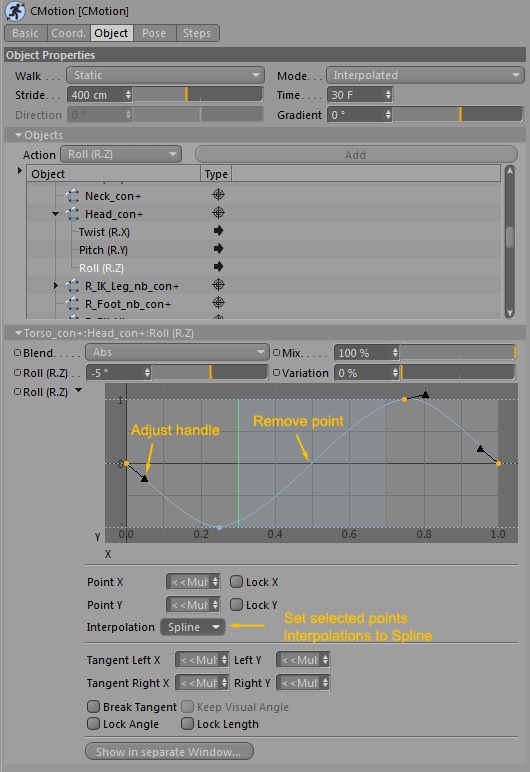 CMotion [CMotion]
Basic Coord. Object Pose Steps
Object Properties
Walk . . . . Static Mode . . . . Interpolated
Stride . . . 400 cm Time . . . . 30 F
Direction 0 ° Gradient 0 °
Objects
Action Roll (R.Z) Add
Object Type
Neck_con+
Head_con+
Twist (R.X)
Pitch (R.Y)
Roll (R.Z)
R_IK_Leg_nb_con+
R_Foot_nb_con+
Torso_con+:Head_con+:Roll (R.Z)
Blend. . . . . Abs Mix. . . . . 100 %
Roll (R.Z) . . -5 ° Variation 0 %
Roll (R.Z)
1
Adjust handle
Remove point
0
Y 0.0 0.2 0.4 0.6 0.8 1.0
X
Point X <<Mul Lock X
Point Y <<Mul Lock Y
Interpolation Spline
Set selected points
interpolations to Spline
Tangent Left X <<Mul Left Y <<Mul
Tangent Right X <<Mul Right Y <<Mul
Break Tangent Keep Visual Angle
Lock Angle Lock Length
Show in separate Window...